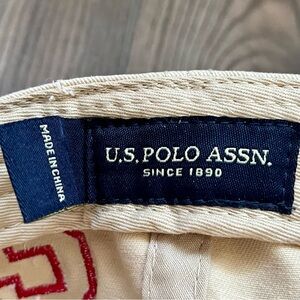 MADE IN CHINA
U.S. POLO ASSN.
SINCE 1890